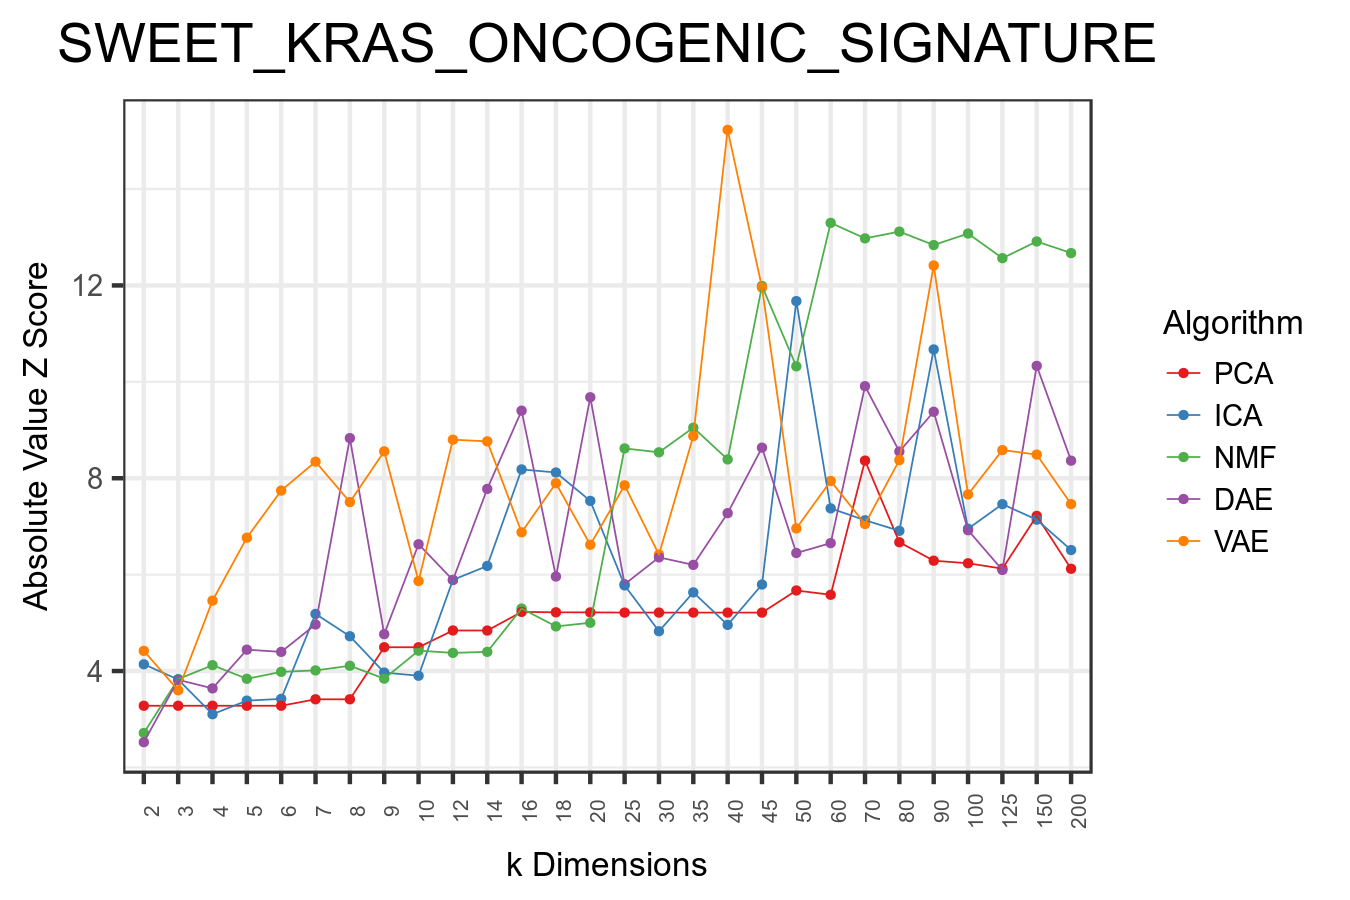 SWEET_KRAS_ONCOGENIC_SIGNATURE
Absolute Value Z Score
12
8
4
2 3 4 5 6 7 8 9 10 12 14 16 18 20 25 30 35 40 45 50 60 70 80 90 100 125 150 200
k Dimensions
Algorithm
PCA
ICA
NMF
DAE
VAE